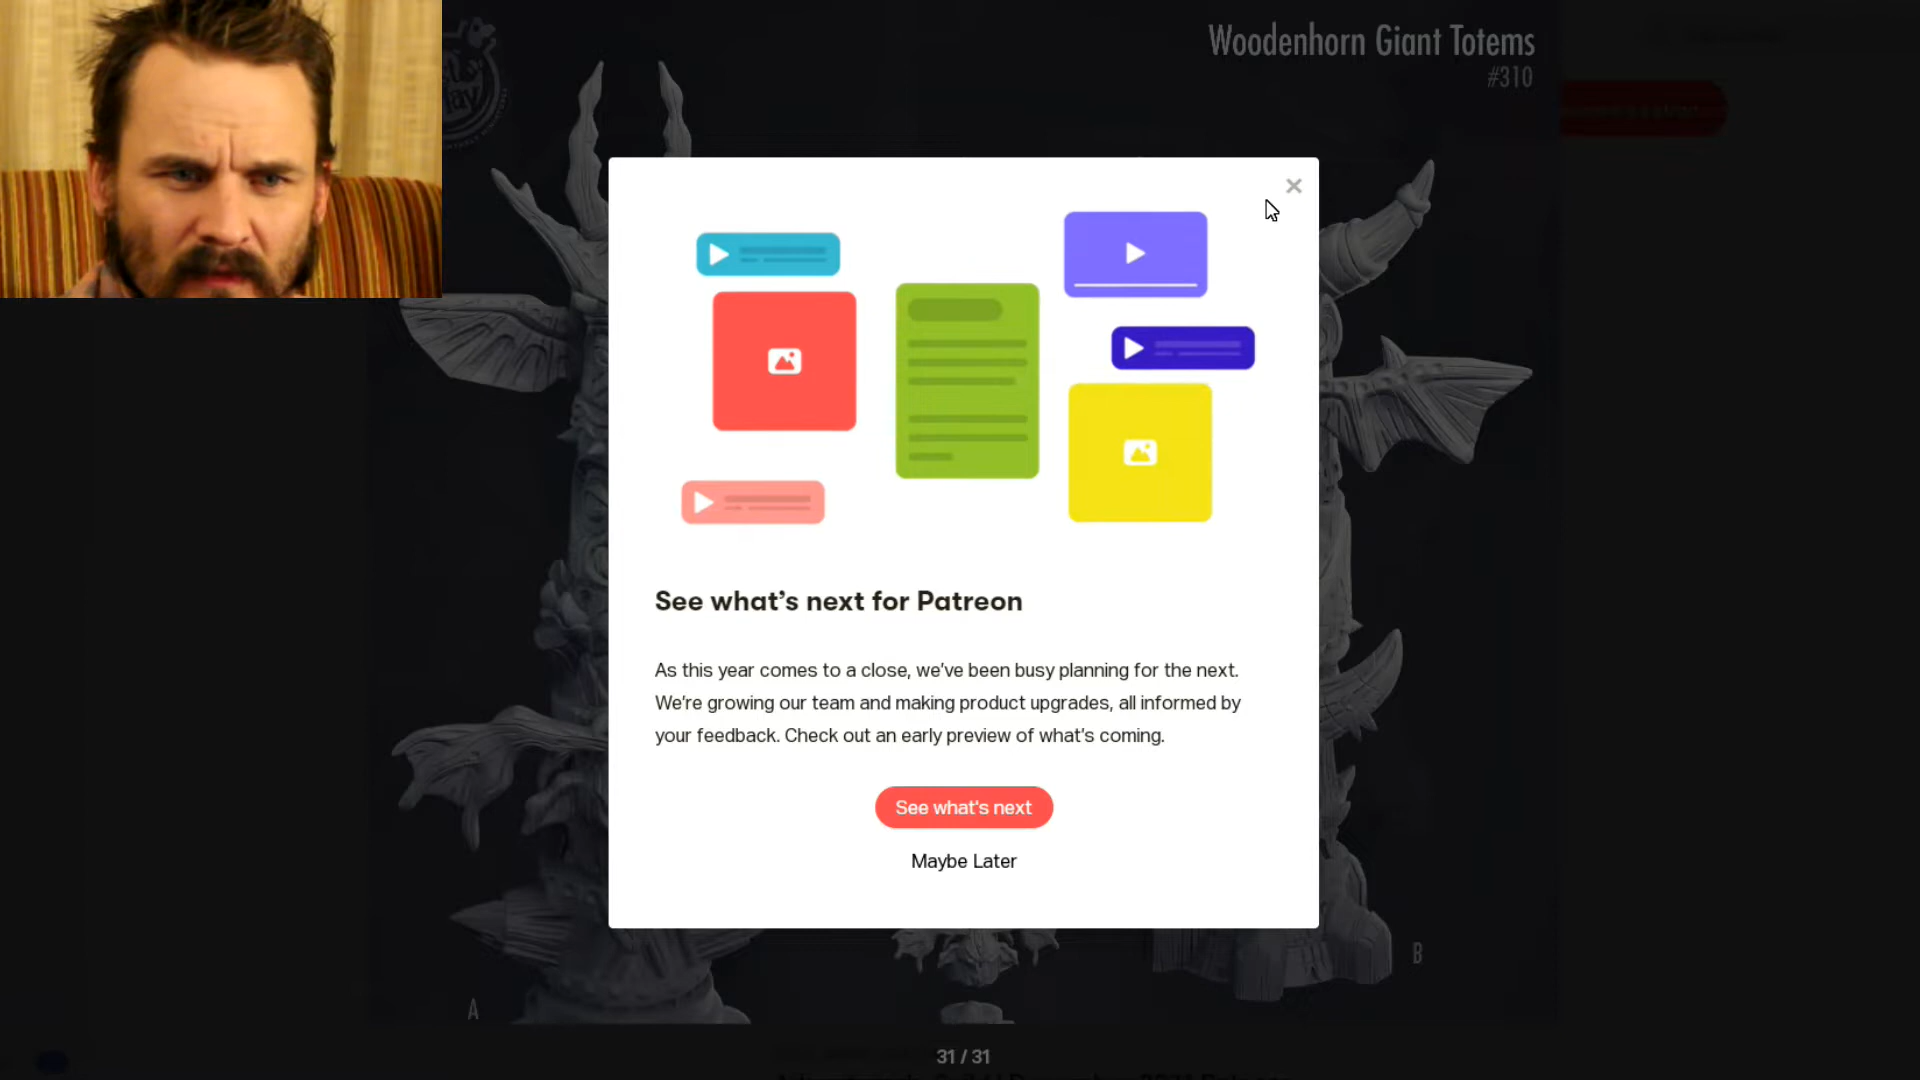 Woodenhorn Giant Totems
#310
See what's next for Patreon
As this year comes to a close, we've been busy planning for the next.
We're growing our team and making product upgrades, all informed by
your feedback. Check out an early preview of what's coming.
See what's next
Maybe Later
B
A
31 / 31